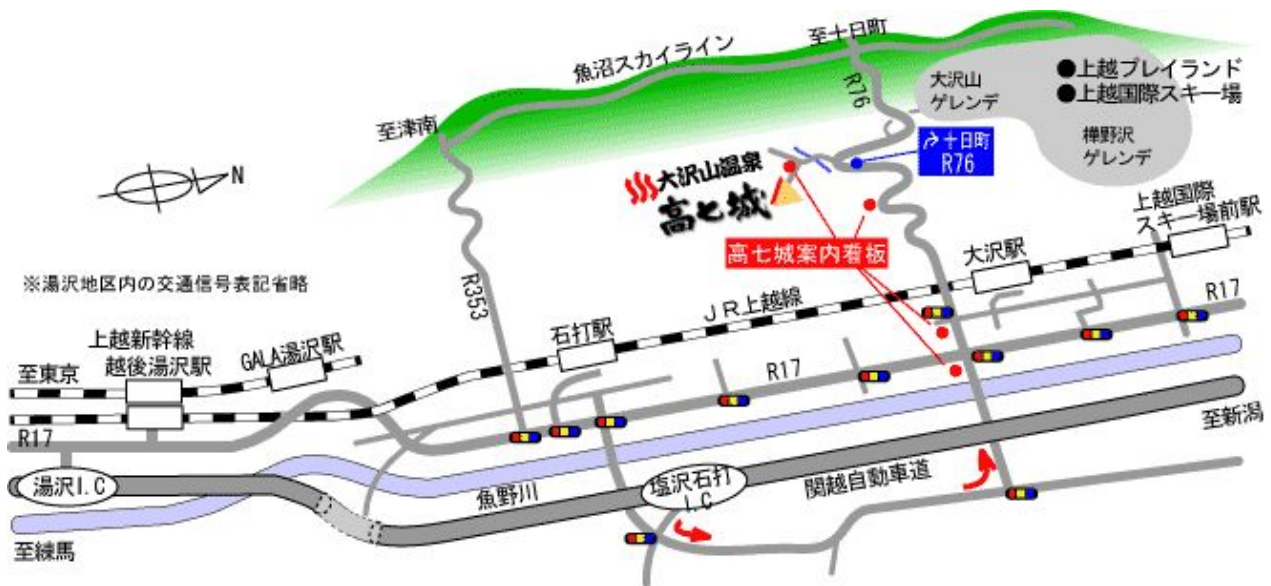 至十日町
魚沼スカイライン
R76
大沢山
ゲレンデ
●上越プレイランド
●上越国際スキー場
樺野沢
ゲレンデ
至津南
十日町
R76
N
大沢山温泉
高七城
上越国際
スキー場前駅
高七城案内看板
大沢駅
※湯沢地区内の交通信号表記省略
R353
JR上越線
R17
石打駅
上越新幹線
越後湯沢駅
GALA湯沢駅
至東京
R17
R17
至新潟
湯沢I.C
魚野川
塩沢石打
I.C
関越自動車道
至練馬